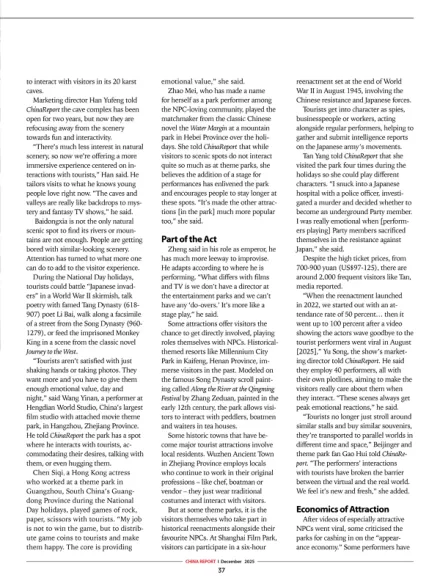 to interact with visitors in its 20 karst
caves.
Marketing director Han Yufeng told
ChinaReport the cave complex has been
open for two years, but now they are
refocusing away from the scenery
towards fun and interactivity.
"There's much less interest in natural
scenery, so now we're offering a more
immersive experience centered on in-
teractions with tourists," Han said. He
tailors visits to what he knows young
people love right now. "The caves and
valleys are really like backdrops to mys-
tery and fantasy TV shows," he said.
Baidongxia is not the only natural
scenic spot to find its rivers or moun-
tains are not enough. People are getting
bored with similar-looking scenery.
Attention has turned to what more one
can do to add to the visitor experience.
During the National Day holidays,
tourists could battle "Japanese invad-
ers" in a World War II skirmish, talk
poetry with famed Tang Dynasty (618-
907) poet Li Bai, walk along a facsimile
of a street from the Song Dynasty (960-
1279), or feed the imprisoned Monkey
King in a scene from the classic novel
Journey to the West.
"Tourists aren't satisfied with just
shaking hands or taking photos. They
want more and you have to give them
enough emotional value, day and
night," said Wang Yinan, a performer at
Hengdian World Studio, China's largest
film studio with attached movie theme
park, in Hangzhou, Zhejiang Province.
He told ChinaReport the park has a spot
where he interacts with tourists, ac-
commodating their desires, talking with
them, or even hugging them.
Chen Siqi, a Hong Kong actress
who worked at a theme park in
Guangzhou, South China's Guang-
dong Province during the National
Day holidays, played games of rock,
paper, scissors with tourists. "My job
is not to win the game, but to distrib-
ute game coins to tourists and make
them happy. The core is providing
emotional value," she said.
Zhao Mei, who has made a name
for herself as a park performer among
the NPC-loving community, played the
matchmaker from the classic Chinese
novel the Water Margin at a mountain
park in Hebei Province over the holi-
days. She told ChinaReport that while
visitors to scenic spots do not interact
quite so much as at theme parks, she
believes the addition of a stage for
performances has enlivened the park
and encourages people to stay longer at
these spots. "It's made the other attrac-
tions [in the park] much more popular
too," she said.
Part of the Act
Zheng said in his role as emperor, he
has much more leeway to improvise.
He adapts according to where he is
performing. "What differs with films
and TV is we don't have a director at
the entertainment parks and we can't
have any 'do-overs.' It's more like a
stage play," he said.
Some attractions offer visitors the
chance to get directly involved, playing
roles themselves with NPCs. Historical-
themed resorts like Millennium City
Park in Kaifeng, Henan Province, im-
merse visitors in the past. Modeled on
the famous Song Dynasty scroll paint-
ing called Along the River at the Qingming
Festival by Zhang Zeduan, painted in the
early 12th century, the park allows visi-
tors to interact with peddlers, boatmen
and waiters in tea houses.
Some historic towns that have be-
come major tourist attractions involve
local residents. Wuzhen Ancient Town
in Zhejiang Province employs locals
who continue to work in their original
professions – like chef, boatman or
vendor – they just wear traditional
costumes and interact with visitors.
But at some theme parks, it is the
visitors themselves who take part in
historical reenactments alongside their
favourite NPCs. At Shanghai Film Park,
visitors can participate in a six-hour
reenactment set at the end of World
War II in August 1945, involving the
Chinese resistance and Japanese forces.
Tourists get into character as spies,
businesspeople or workers, acting
alongside regular performers, helping to
gather and submit intelligence reports
on the Japanese army's movements.
Tan Yang told ChinaReport that she
visited the park four times during the
holidays so she could play different
characters. "I snuck into a Japanese
hospital with a police officer, investi-
gated a murder and decided whether to
become an underground Party member.
I was really emotional when [perform-
ers playing] Party members sacrificed
themselves in the resistance against
Japan," she said.
Despite the high ticket prices, from
700-900 yuan (US$97-125), there are
around 2,000 frequent visitors like Tan,
media reported.
"When the reenactment launched
in 2022, we started out with an at-
tendance rate of 50 percent… then it
went up to 100 percent after a video
showing the actors wave goodbye to the
tourist performers went viral in August
[2025]," Yu Song, the show's market-
ing director told ChinaReport. He said
they employ 40 performers, all with
their own plotlines, aiming to make the
visitors really care about them when
they interact. "These scenes always get
peak emotional reactions," he said.
"Tourists no longer just stroll around
similar stalls and buy similar souvenirs,
they're transported to parallel worlds in
different time and space," Beijinger and
theme park fan Gao Hui told ChinaRe-
port. "The performers' interactions
with tourists have broken the barrier
between the virtual and the real world.
We feel it's new and fresh," she added.
Economics of Attraction
After videos of especially attractive
NPCs went viral, some criticised the
parks for cashing in on the "appear-
ance economy." Some performers have
CHINA REPORT I December 2025
37